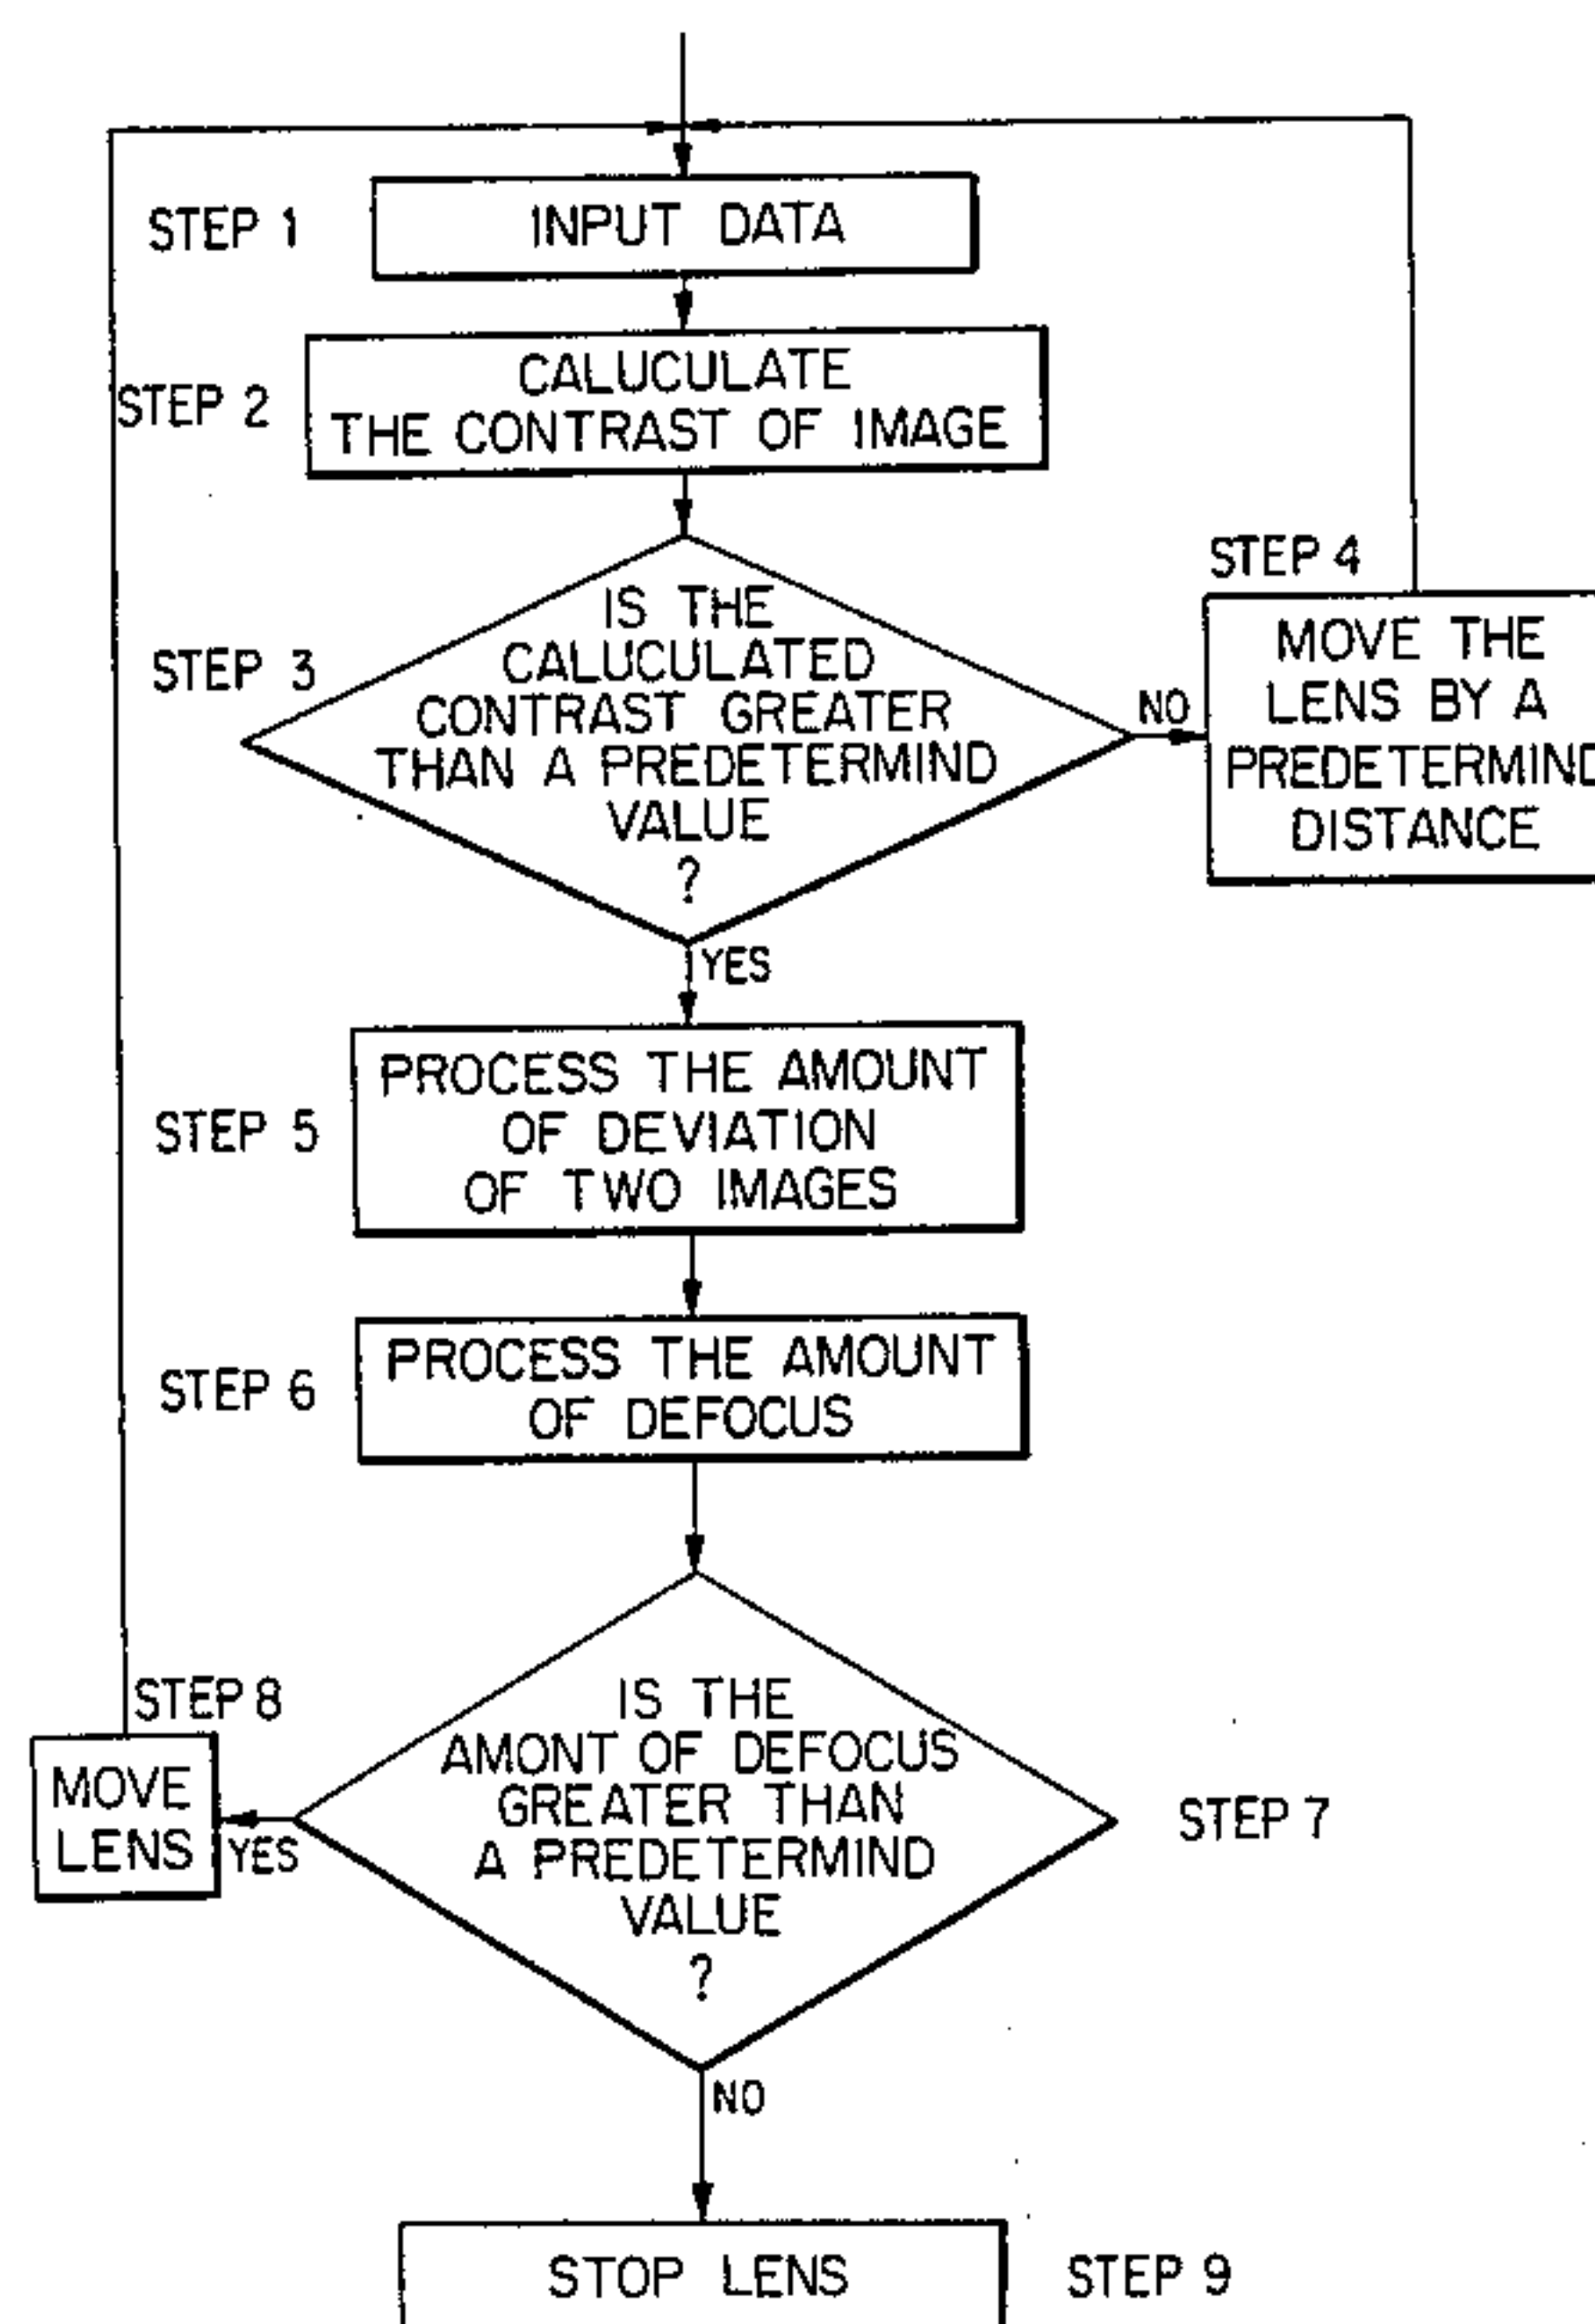 STEP 1
INPUT DATA
STEP 2
CALUCULATE
THE CONTRAST OF IMAGE
STEP 3
IS THE
CALUCULATED
CONTRAST GREATER
THAN A PREDETERMIND
VALUE
?
NO
STEP 4
MOVE THE
LENS BY A
PREDETERMIND
DISTANCE
YES
STEP 5
PROCESS THE AMOUNT
OF DEVIATION
OF TWO IMAGES
STEP 6
PROCESS THE AMOUNT
OF DEFOCUS
STEP 7
IS THE
AMONT OF DEFOCUS
GREATER THAN
A PREDETERMIND
VALUE
?
YES
STEP 8
MOVE
LENS
NO
STOP LENS
STEP 9